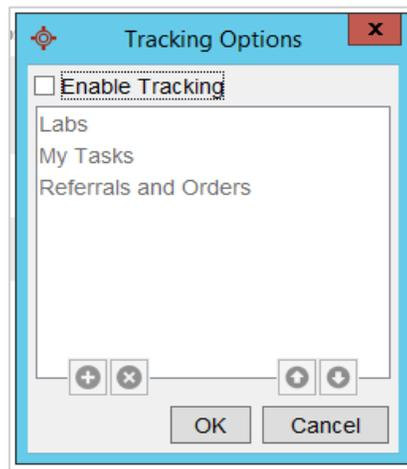 Tracking Options
x
Enable Tracking
Labs
My Tasks
Referrals and Orders
OK
Cancel